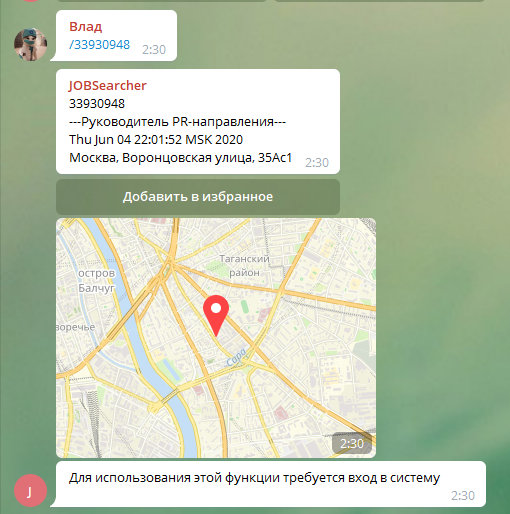 Влад
/33930948
2:30
JOBSearcher
33930948
---Руководитель PR-направления---
Thu Jun 04 22:01:52 MSK 2020
Москва, Воронцовская улица, 35Ас1
2:30
Добавить в избранное
Таганский
район
остров
Балчуг
воречье
Сара
2:30
Для использования этой функции требуется вход в систему
J
2:30